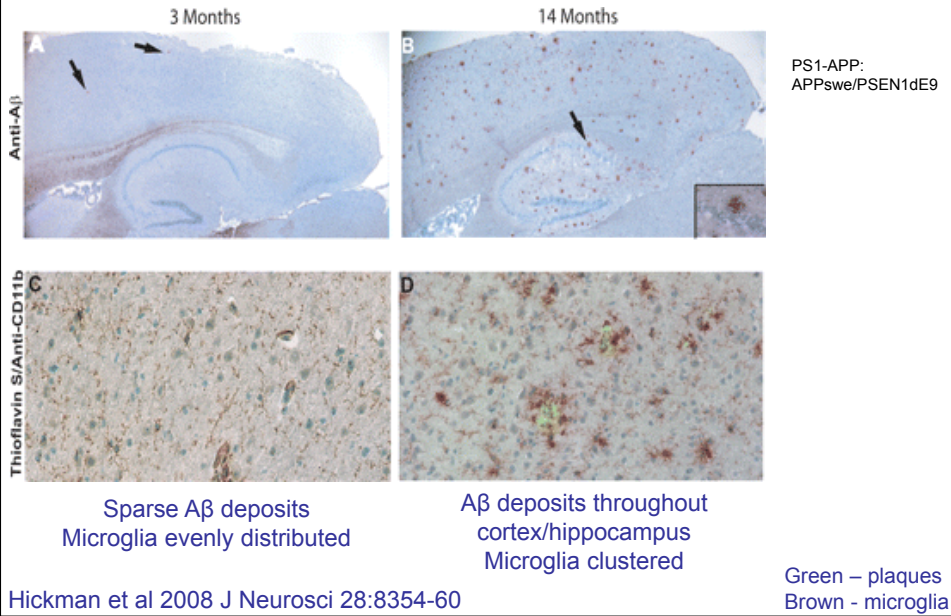 3 Months
14 Months
PS1-APP:
APPswe/PSEN1dE9
Anti-Aβ
A
B
Thioflavin S/Anti-CD11b
C
D
Sparse Aβ deposits
Microglia evenly distributed
Aβ deposits throughout
cortex/hippocampus
Microglia clustered
Green – plaques
Brown - microglia
Hickman et al 2008 J Neurosci 28:8354-60